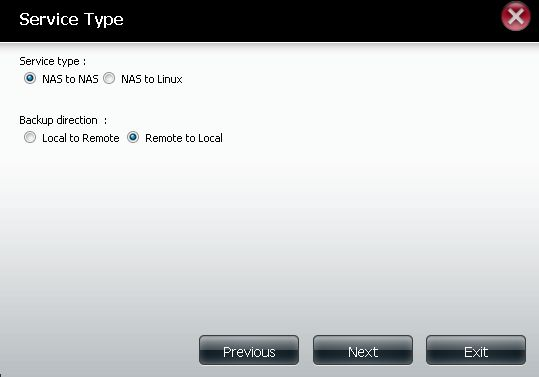 Service Type
Service type :
NAS to NAS NAS to Linux
Backup direction :
Local to Remote Remote to Local
Previous Next Exit